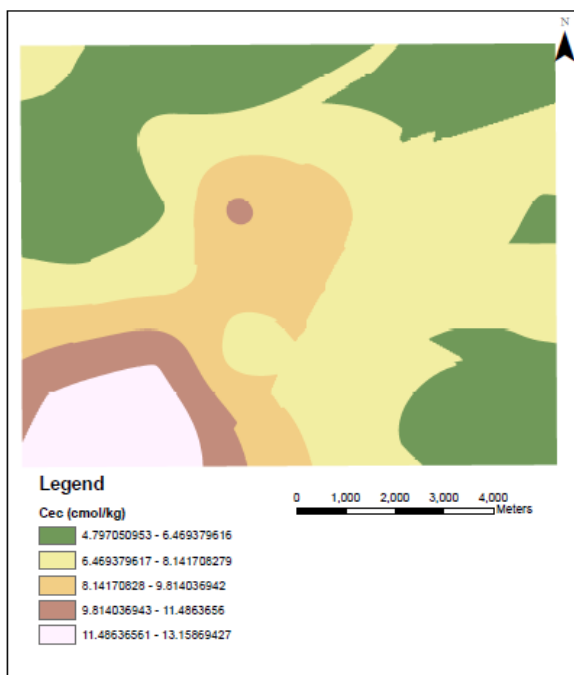 N
Legend
Cec (cmol/kg)
4.797050953 - 6.469379616
6.469379617 - 8.141708279
8.14170828 - 9.814036942
9.814036943 - 11.4863656
11.48636561 - 13.15869427
0 1,000 2,000 3,000 4,000
Meters